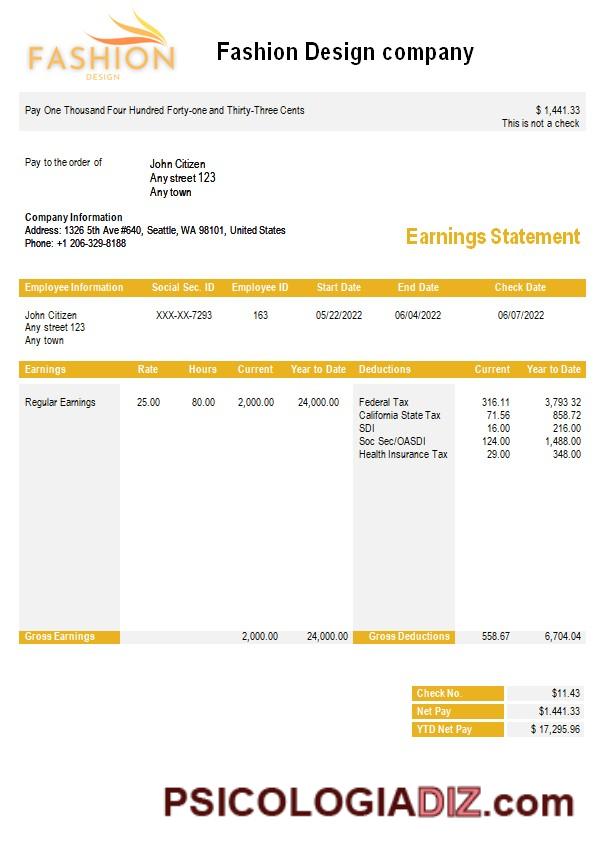 FASHION
DESIGN
Fashion Design company
Pay One Thousand Four Hundred Forty-one and Thirty-Three Cents $ 1,441.33
This is not a check
Pay to the order of John Citizen
Any street 123
Any town
Company Information
Address: 1326 5th Ave #640, Seattle, WA 98101, United States
Phone: +1 206-329-8188
Earnings Statement
Employee Information Social Sec. ID Employee ID Start Date End Date Check Date
John Citizen XXX-XX-7293 163 05/22/2022 06/04/2022 06/07/2022
Any street 123
Any town
Earnings Rate Hours Current Year to Date Deductions Current Year to Date
Regular Earnings 25.00 80.00 2,000.00 24,000.00 Federal Tax 316.11 3,793 32
California State Tax 71.56 858.72
SDI 16.00 216.00
Soc Sec/OASDI 124.00 1,488.00
Health Insurance Tax 29.00 348.00
Gross Earnings 2,000.00 24,000.00 Gross Deductions 558.67 6,704.04
Check No. $11.43
Net Pay $1.441.33
YTD Net Pay $ 17,295.96
PSICOLOGIADIZ.com